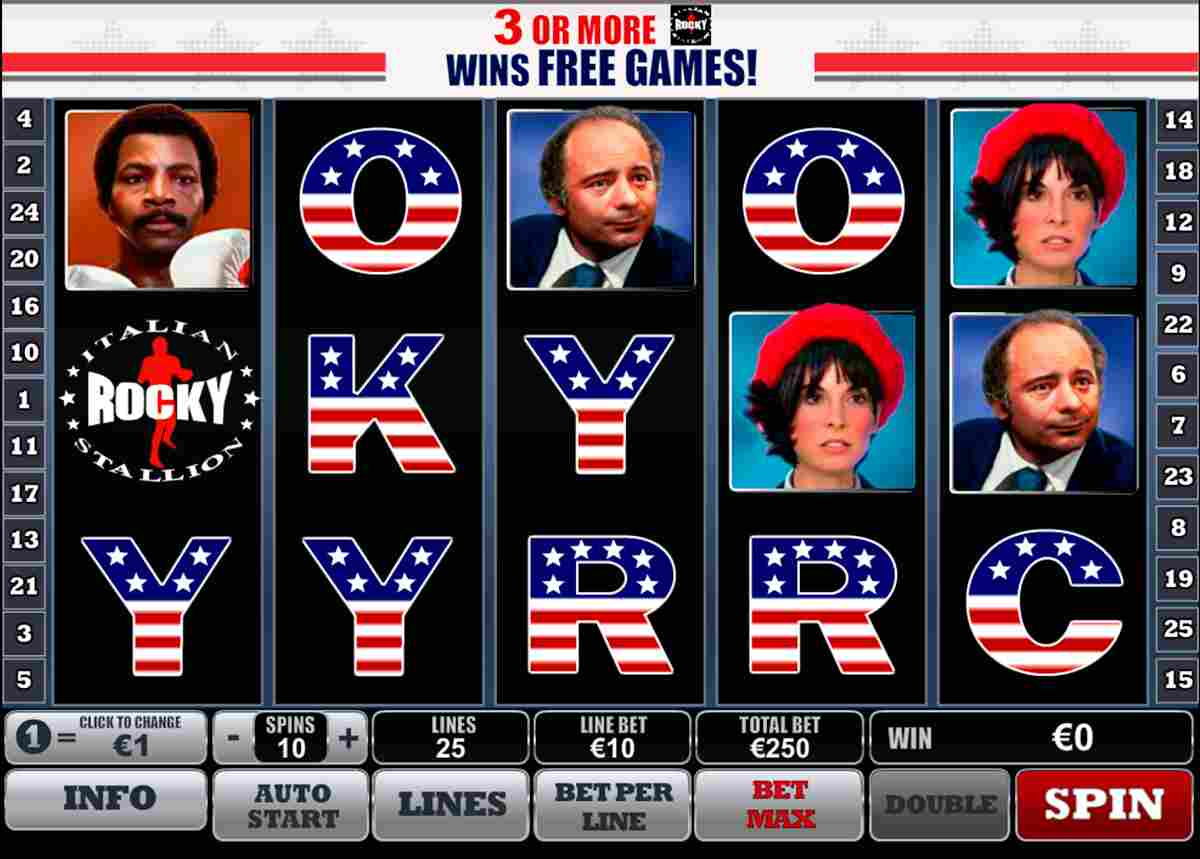 3 OR MORE ROCKY
WINS FREE GAMES!
4
2
24
20
16
10
1
11
17
13
21
3
5
O
O
ITALIAN
ROCKY
STALLION
K
Y
Y
Y
R
R
C
14
18
12
9
22
6
7
23
8
19
25
15
1 = CLICK TO CHANGE
€1
- SPINS +
10
LINES
25
LINE BET
€10
TOTAL BET
€250
WIN €0
INFO
AUTO
START
LINES
BET PER
LINE
BET
MAX
DOUBLE
SPIN